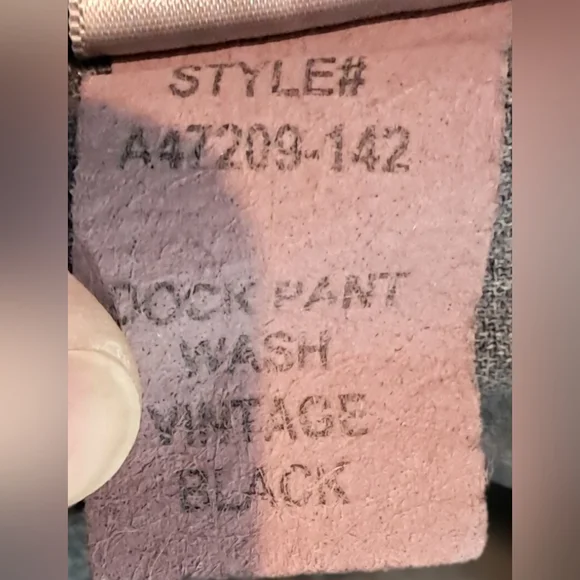 STYLE#
A47209-142
DOCK PANT
WASH
VINTAGE
BLACK